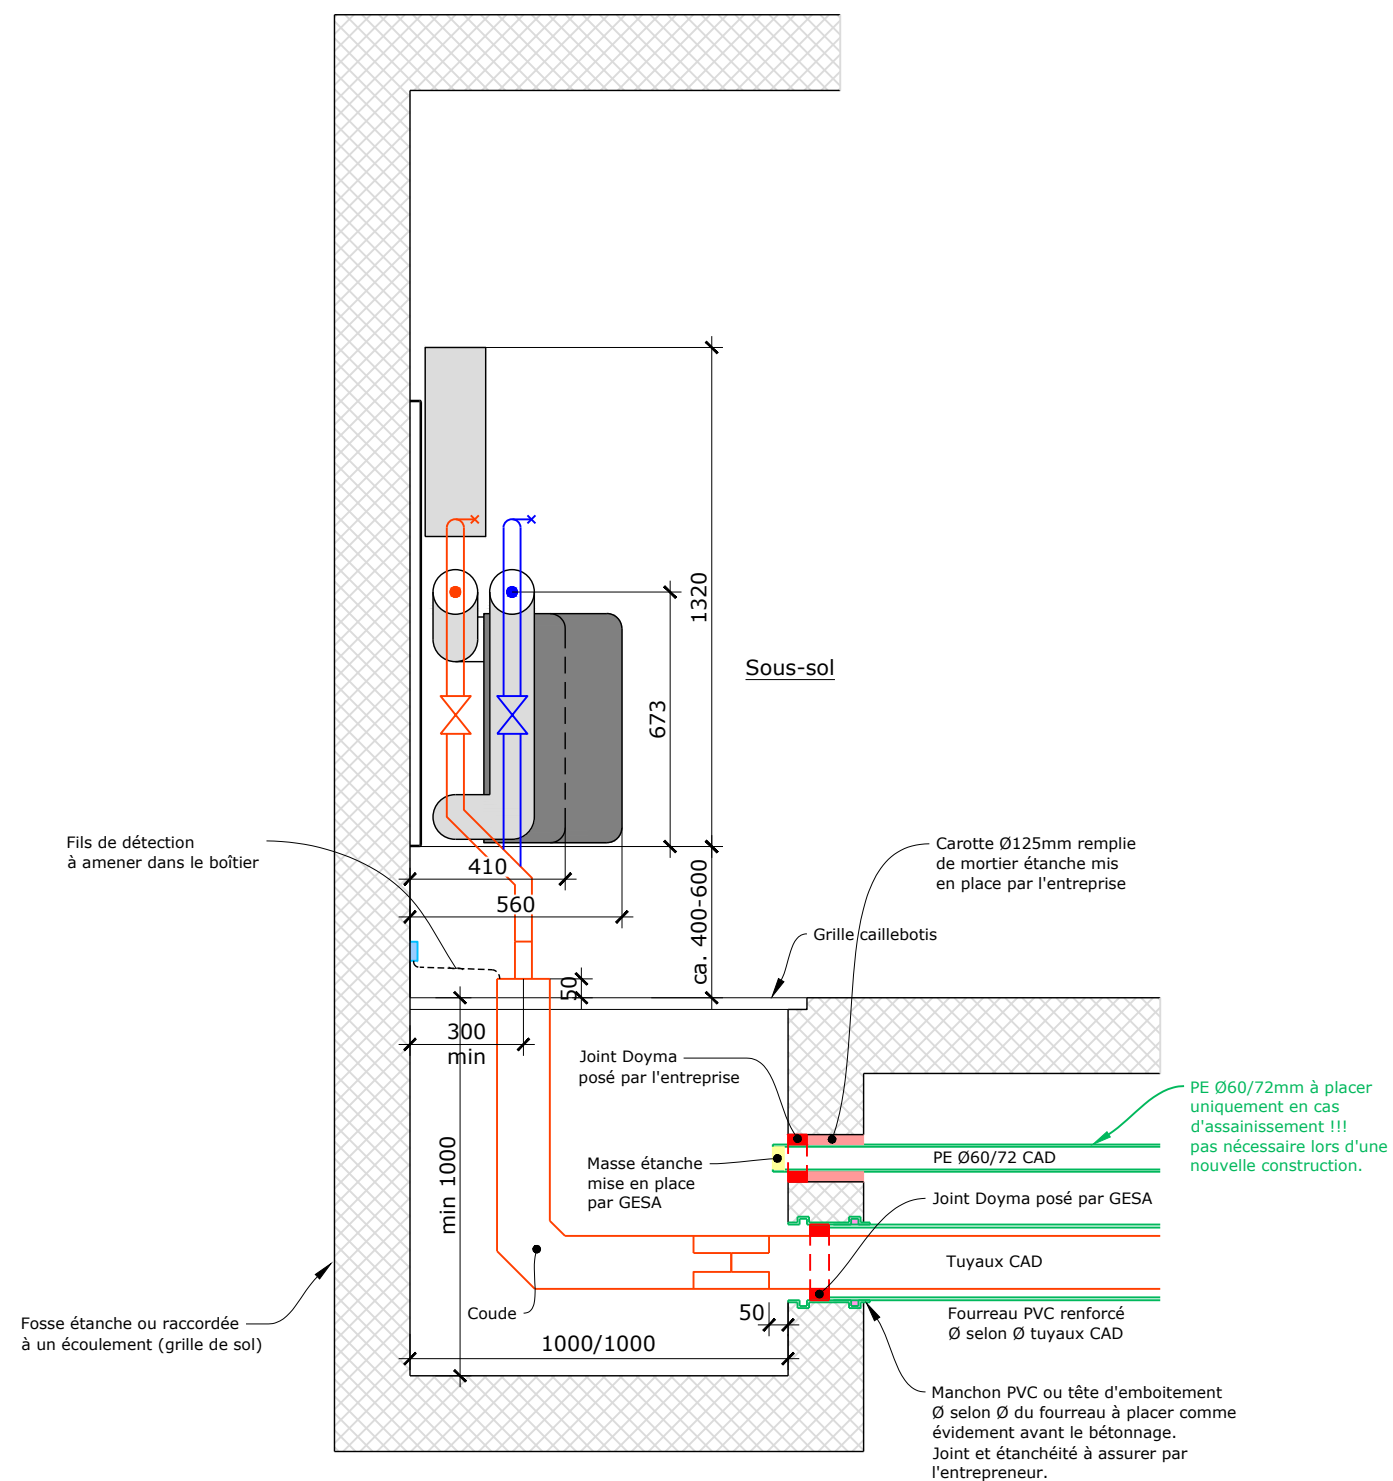 1320
Sous-sol
673
Fils de détection
à amener dans le boîtier
Carotte Ø125mm remplie
de mortier étanche mis
en place par l'entreprise
410
560
ca. 400-600
Grille caillebotis
50
300
min
Joint Doyma
posé par l'entreprise
PE Ø60/72mm à placer
uniquement en cas
d'assainissement !!!
pas nécessaire lors d'une
nouvelle construction.
PE Ø60/72 CAD
Masse étanche
mise en place
par GESA
min 1000
Joint Doyma posé par GESA
Tuyaux CAD
Coude
50
Fourreau PVC renforcé
Ø selon Ø tuyaux CAD
Fosse étanche ou raccordée
à un écoulement (grille de sol)
1000/1000
Manchon PVC ou tête d'emboitement
Ø selon Ø du fourreau à placer comme
évidement avant le bétonnage.
Joint et étanchéité à assurer par
l'entrepreneur.